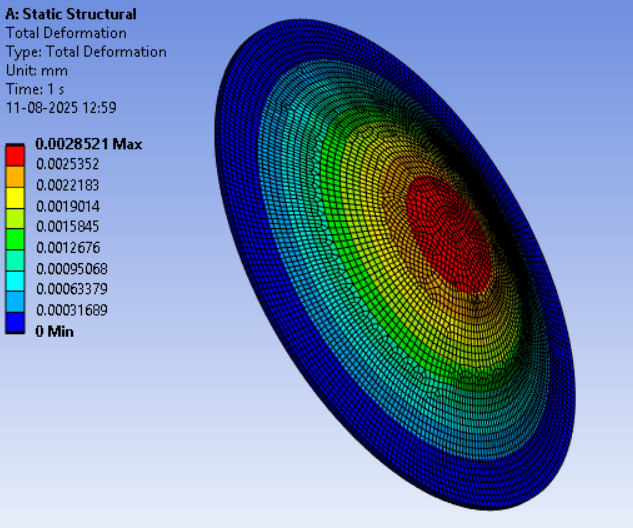 A: Static Structural
Total Deformation
Type: Total Deformation
Unit: mm
Time: 1 s
11-08-2025 12:59
0.0028521 Max
0.0025352
0.0022183
0.0019014
0.0015845
0.0012676
0.00095068
0.00063379
0.00031689
0 Min